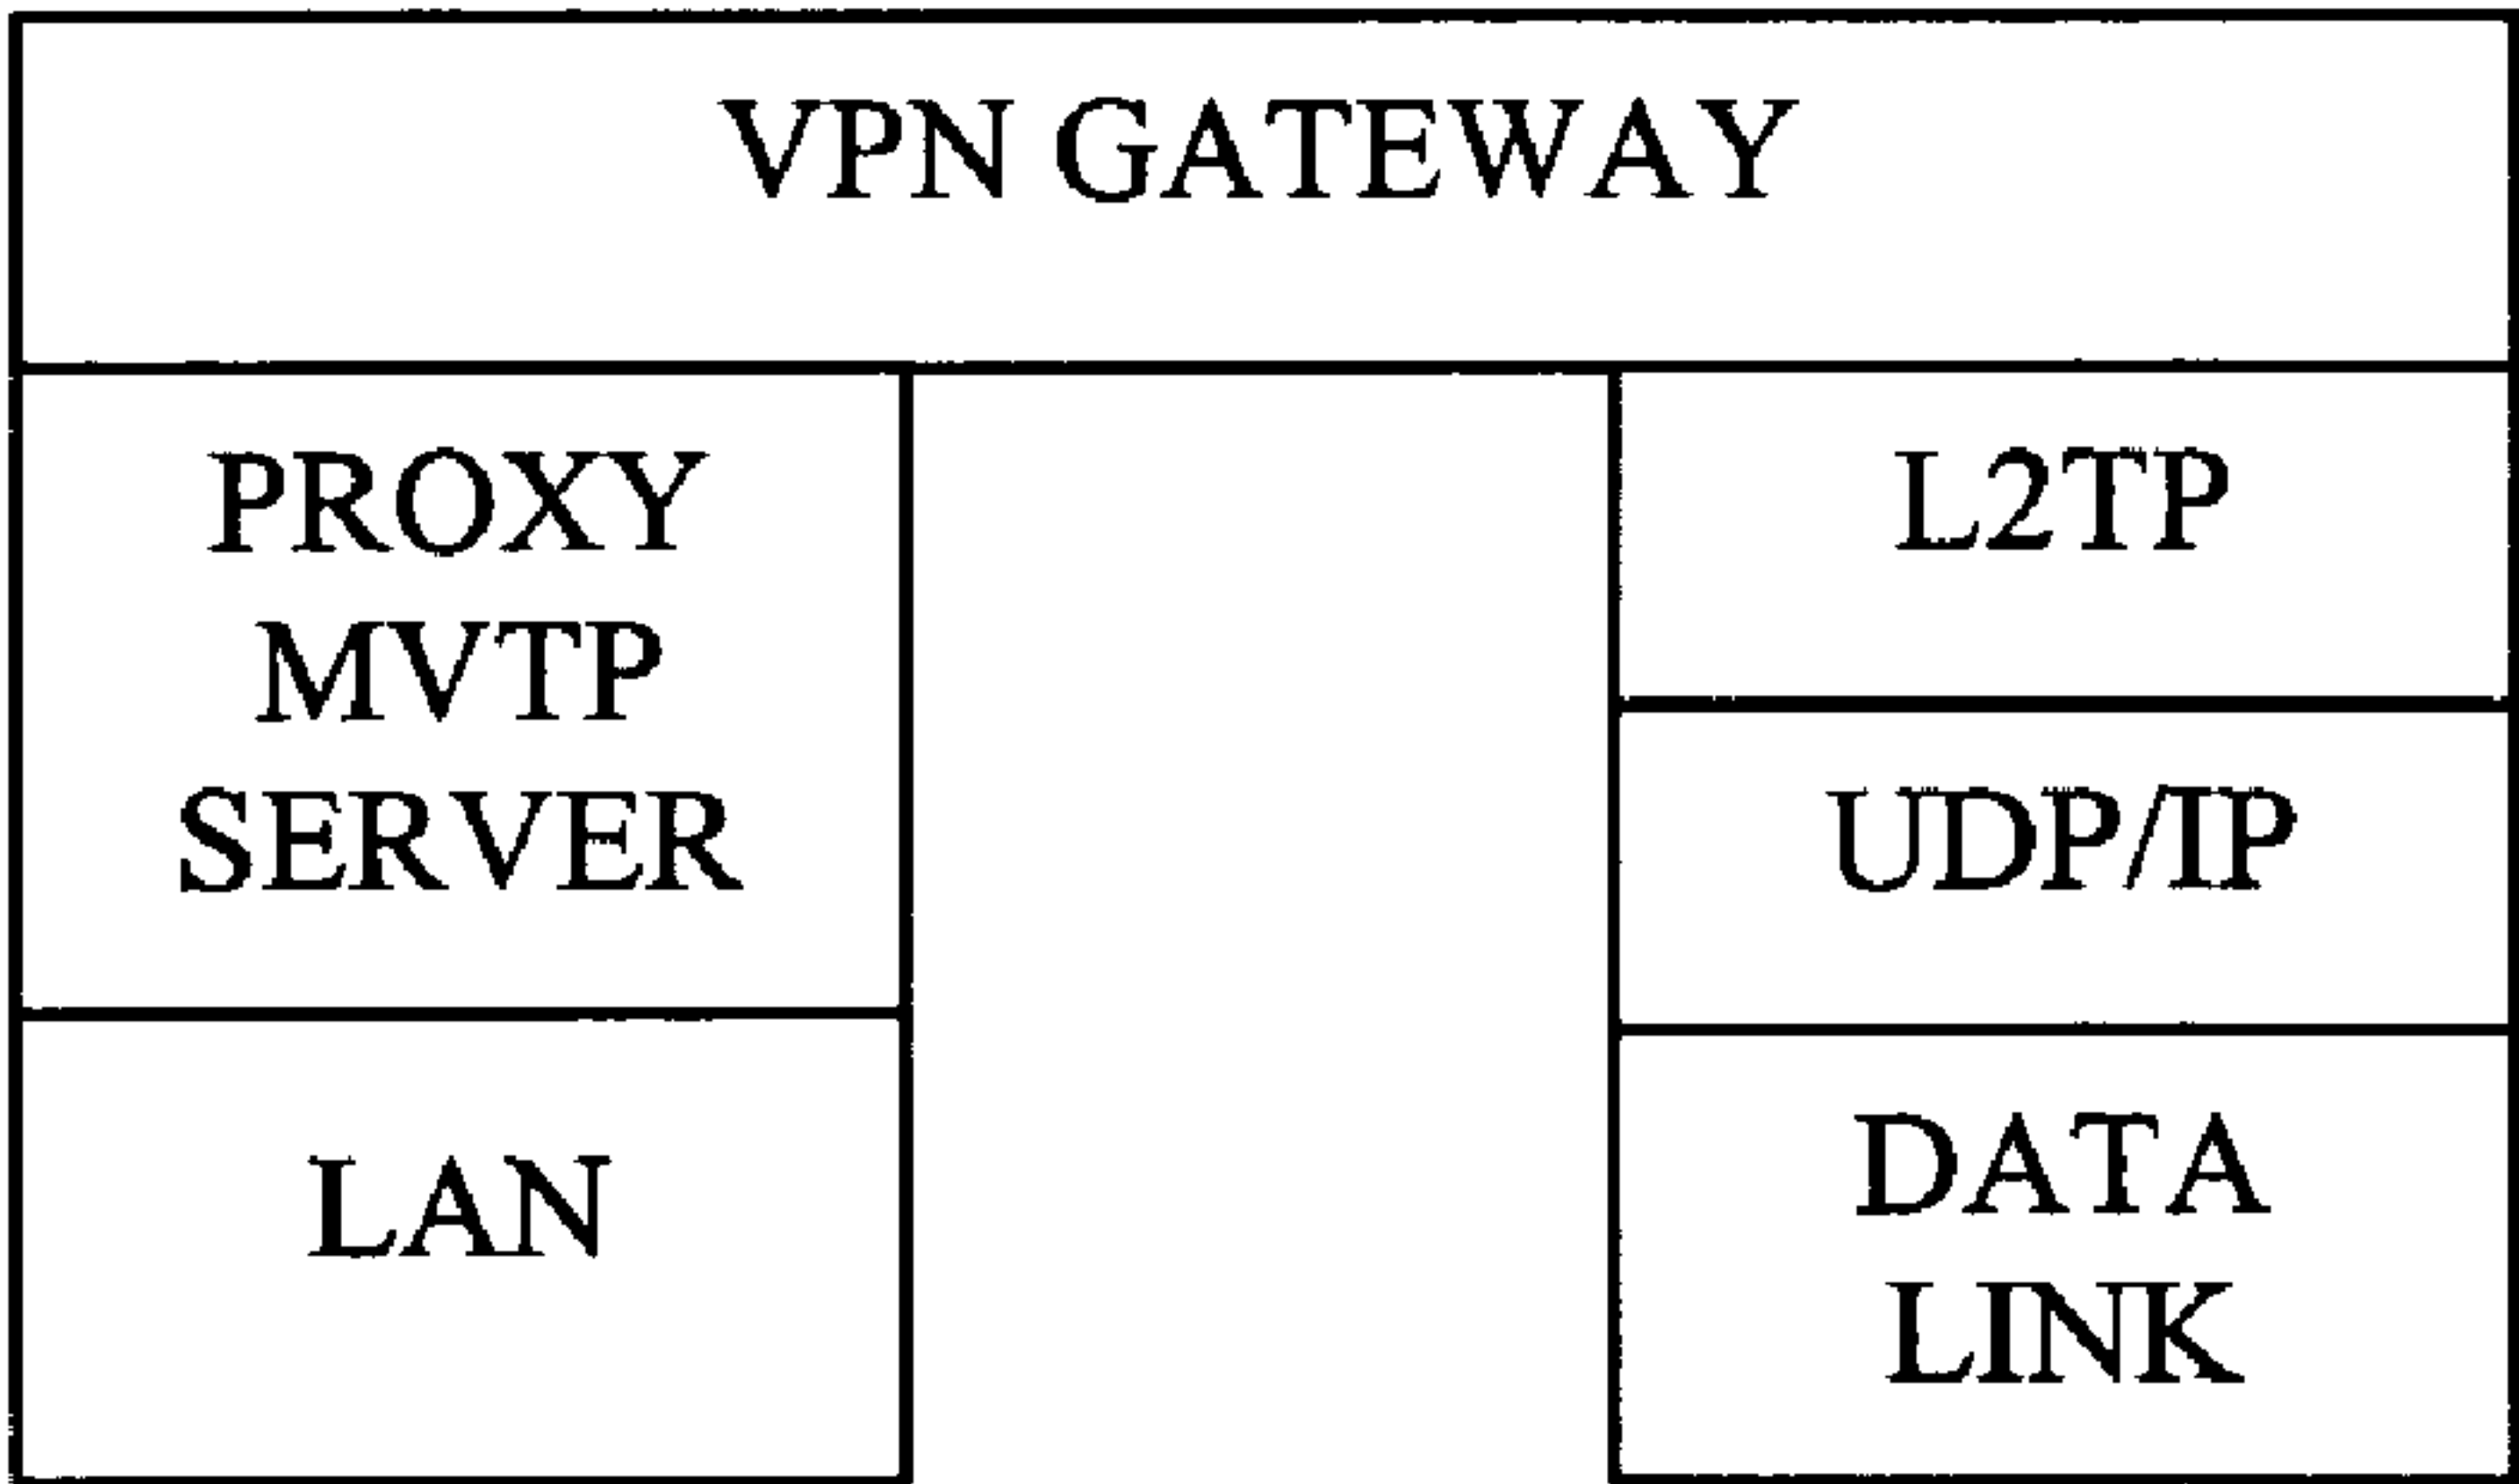 VPN GATEWAY
PROXY
MVTP
SERVER
LAN
L2TP
UDP/IP
DATA
LINK